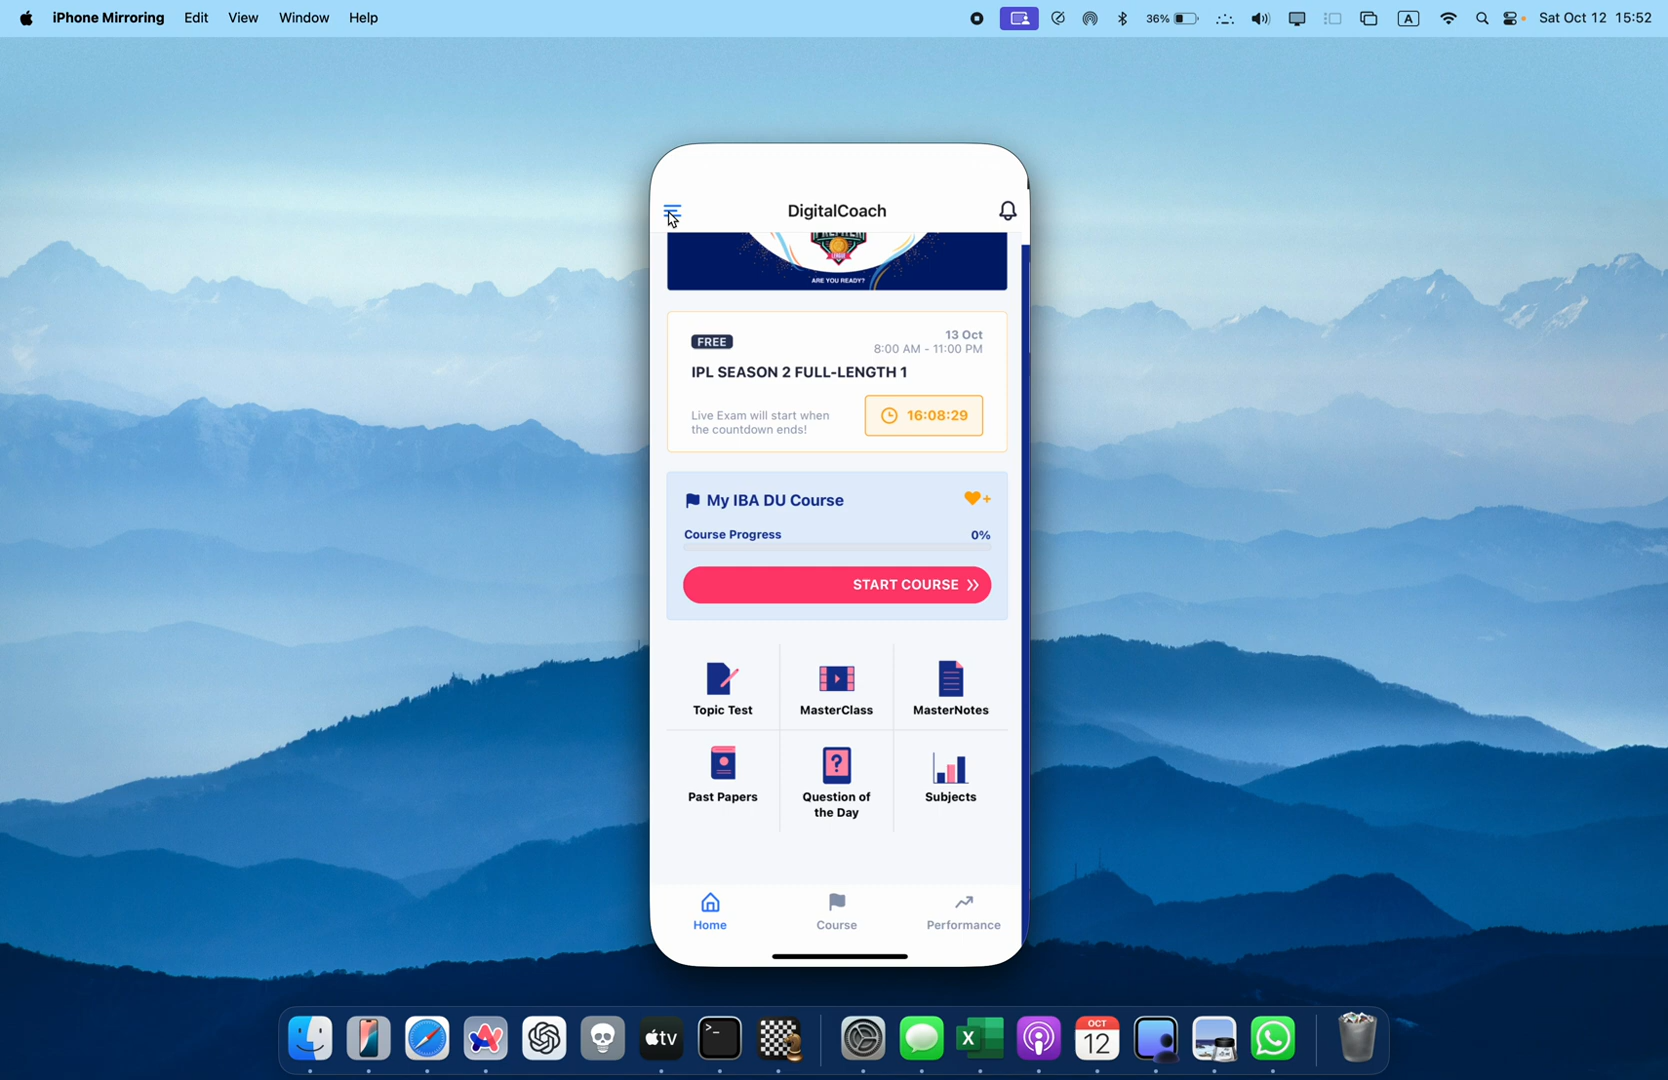 iPhone Mirroring Edit View Window Help 36% A Sat Oct 12 15:52
DigitalCoach
ARE YOU READY?
FREE
13 Oct
8:00 AM - 11:00 PM
IPL SEASON 2 FULL-LENGTH 1
Live Exam will start when
the countdown ends!
16:08:29
My IBA DU Course
Course Progress 0%
START COURSE
Topic Test MasterClass MasterNotes
Past Papers Question of
the Day Subjects
Home Course Performance
tv
X
OCT
12